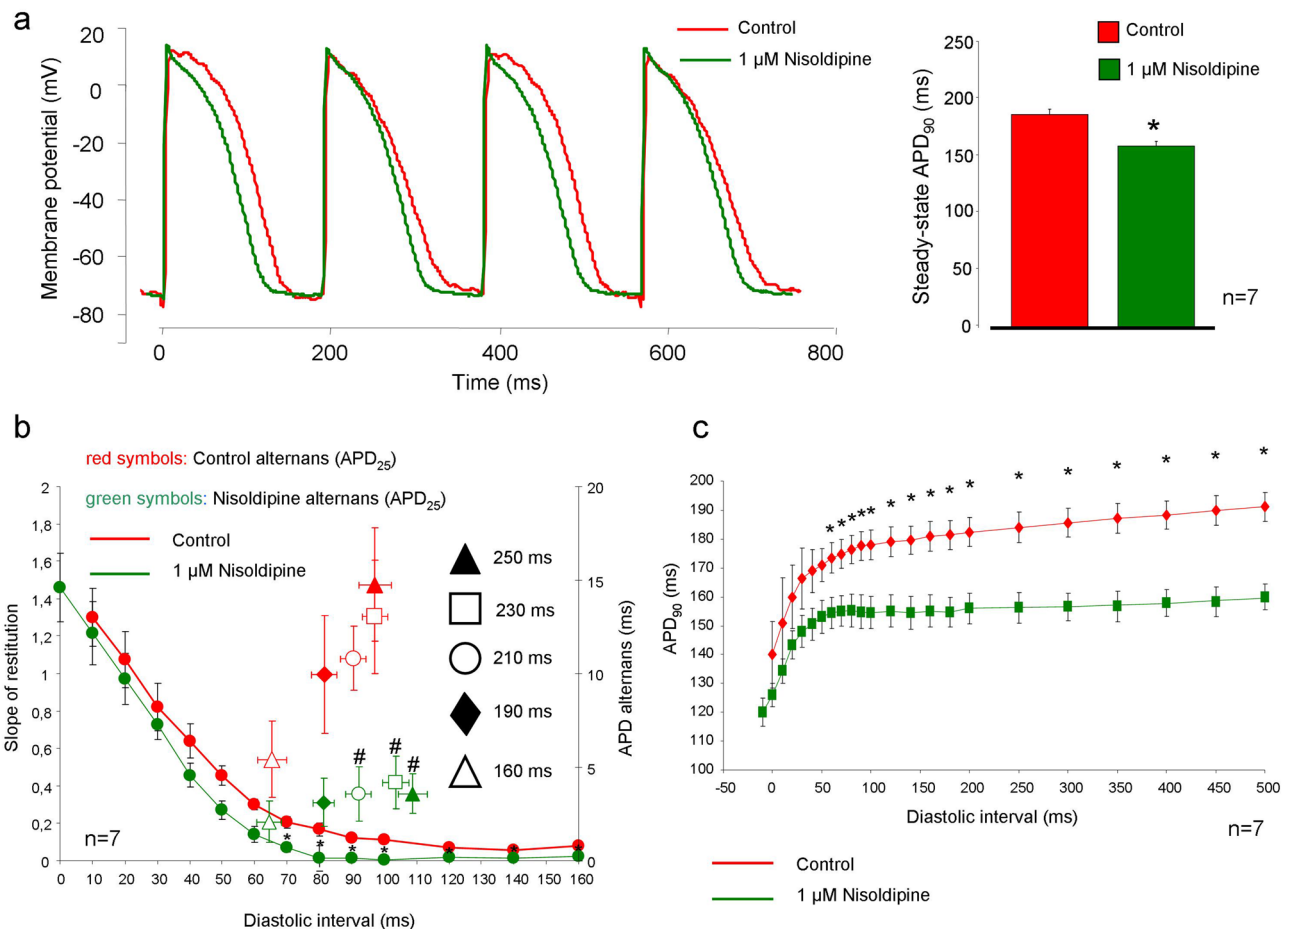 a
20
0
-20
-40
-60
-80
Membrane potential (mV)
0
200
400
600
800
Time (ms)
Control
1 µM Nisoldipine
Control
1 µM Nisoldipine
250
200
150
100
50
0
Steady-state APD90 (ms)
*
n=7
b
red symbols: Control alternans (APD25)
green symbols: Nisoldipine alternans (APD25)
Control
1 µM Nisoldipine
2
1,8
1,6
1,4
1,2
1
0,8
0,6
0,4
0,2
0
Slope of restitution
20
15
10
5
0
APD alternans (ms)
250 ms
230 ms
210 ms
190 ms
160 ms
# # #
* * * * * * *
n=7
0 10 20 30 40 50 60 70 80 90 100 110 120 130 140 150 160
Diastolic interval (ms)
c
200
190
180
170
160
150
140
130
120
110
100
APD90 (ms)
* * * * * * * * * * * * * * * *
-50 0 50 100 150 200 250 300 350 400 450 500
Diastolic interval (ms)
n=7
Control
1 µM Nisoldipine